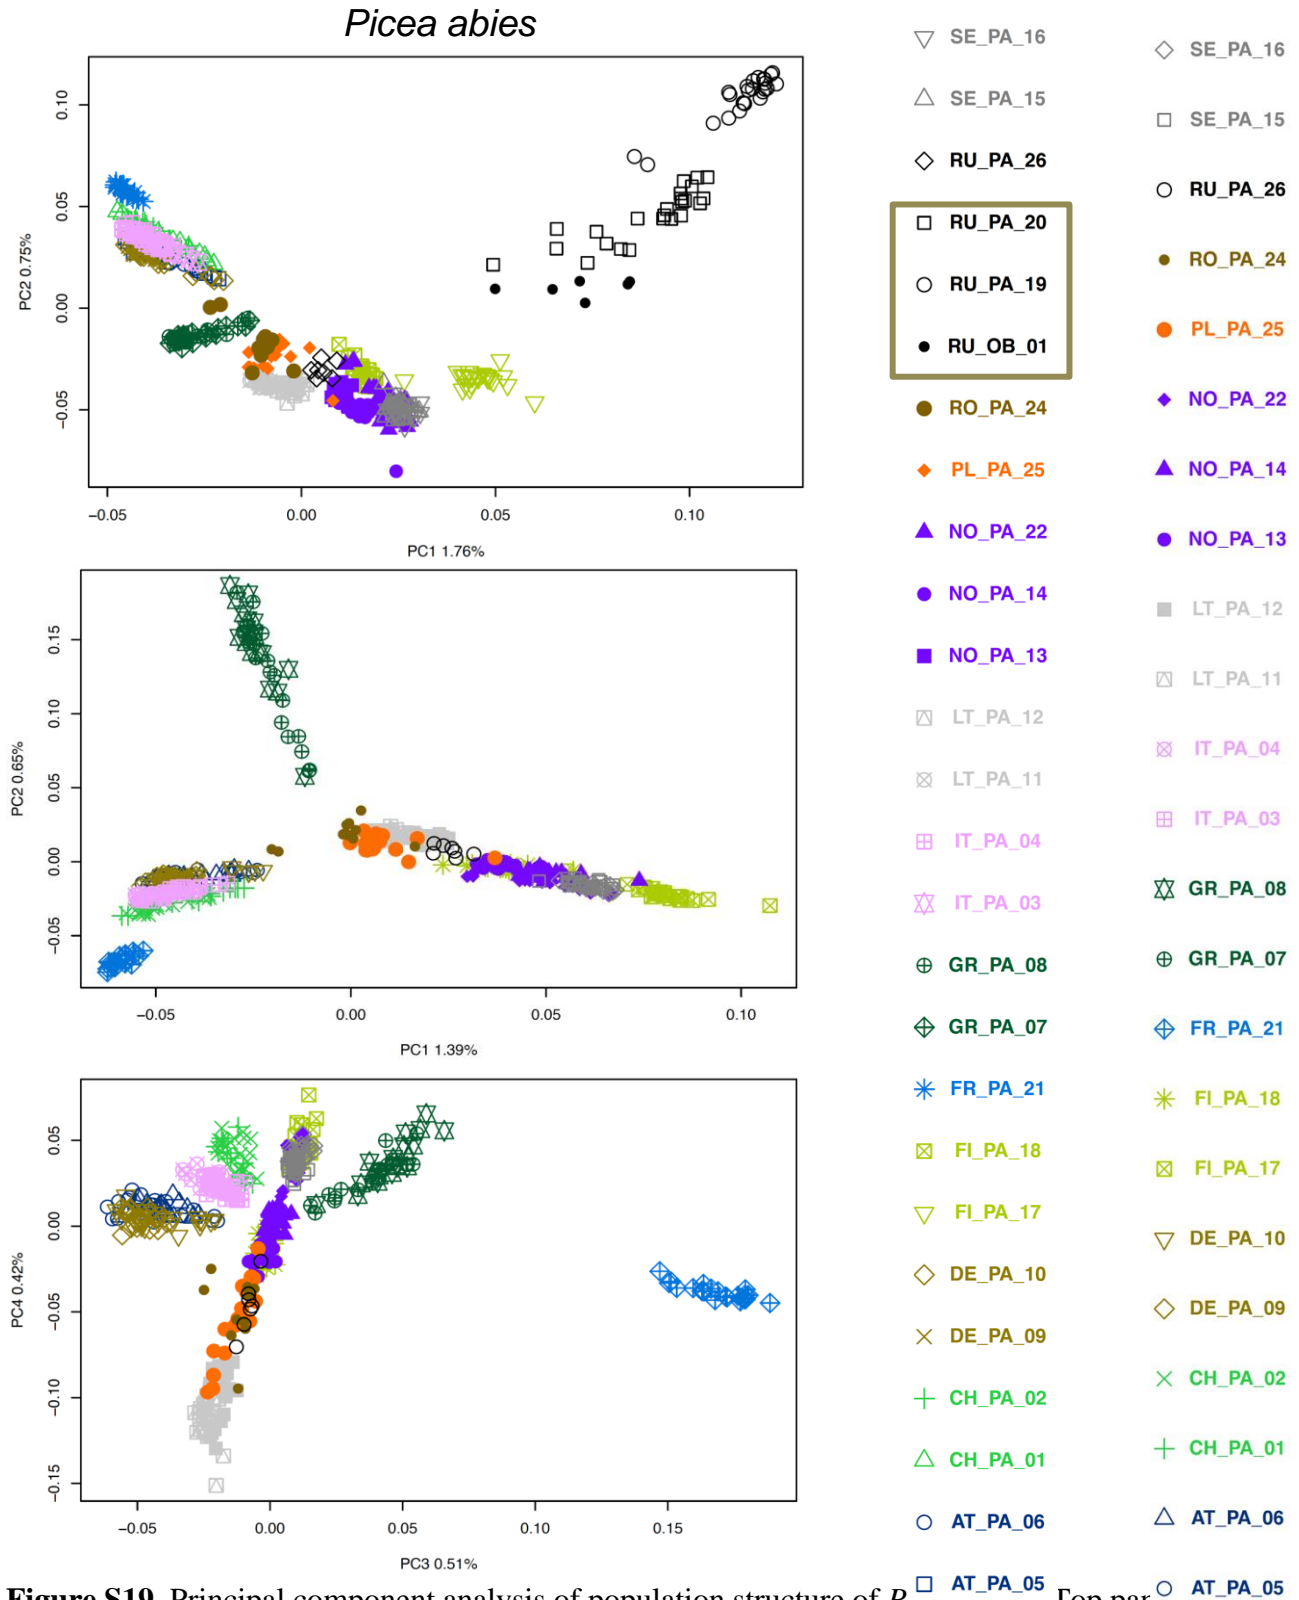 Picea abies
0.10
0.05
0.00
−0.05
PC2 0.75%
−0.05
0.00
0.05
0.10
PC1 1.76%
0.15
0.10
0.05
0.00
−0.05
PC2 0.65%
−0.05
0.00
0.05
0.10
PC1 1.39%
0.05
0.00
−0.05
−0.10
−0.15
PC4 0.42%
−0.05
0.00
0.05
0.10
0.15
PC3 0.51%
SE_PA_16
SE_PA_15
RU_PA_26
RU_PA_20
RU_PA_19
RU_OB_01
RO_PA_24
PL_PA_25
NO_PA_22
NO_PA_14
NO_PA_13
LT_PA_12
LT_PA_11
IT_PA_04
IT_PA_03
GR_PA_08
GR_PA_07
FR_PA_21
FI_PA_18
FI_PA_17
DE_PA_10
DE_PA_09
CH_PA_02
CH_PA_01
AT_PA_06
AT_PA_05
SE_PA_16
SE_PA_15
RU_PA_26
RO_PA_24
PL_PA_25
NO_PA_22
NO_PA_14
NO_PA_13
LT_PA_12
LT_PA_11
IT_PA_04
IT_PA_03
GR_PA_08
GR_PA_07
FR_PA_21
FI_PA_18
FI_PA_17
DE_PA_10
DE_PA_09
CH_PA_02
CH_PA_01
AT_PA_06
AT_PA_05
Figure S19. Principal component analysis of population structure of P Top